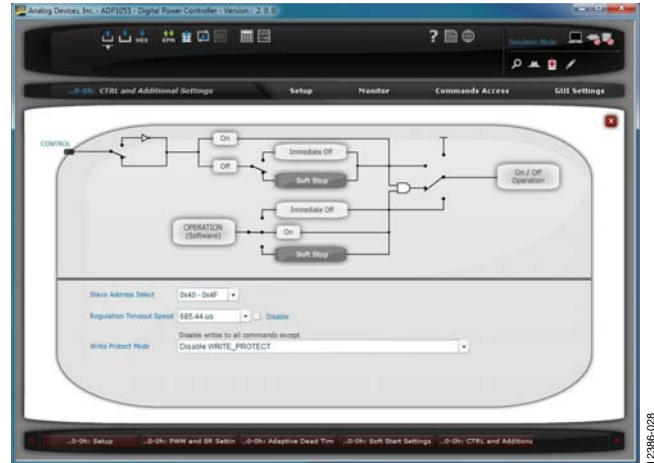 Analog Devices, Inc. : ADP1055 - Digital Power Controller - Version : 2. 0. 0
HEX EPR
?
Simulation Mode
..0-0h: CTRL and Additional Settings Setup Monitor Commands Access GUI Settings
CONTROL
On
Off
Immediate Off
Soft Stop
On / Off
Operation
OPERATION
(Software)
Immediate Off
On
Soft Stop
Slave Address Select 0x40 - 0x4F
Regulation Timeout Speed 685.44 us Disable
Disable writes to all commands except
Write Protect Mode Disable WRITE_PROTECT
..0-0h: Setup ..0-0h: PWM and SR Settin ..0-0h: Adaptive Dead Tim ..0-0h: Soft Start Settings ..0-0h: CTRL and Additiona
2386-028